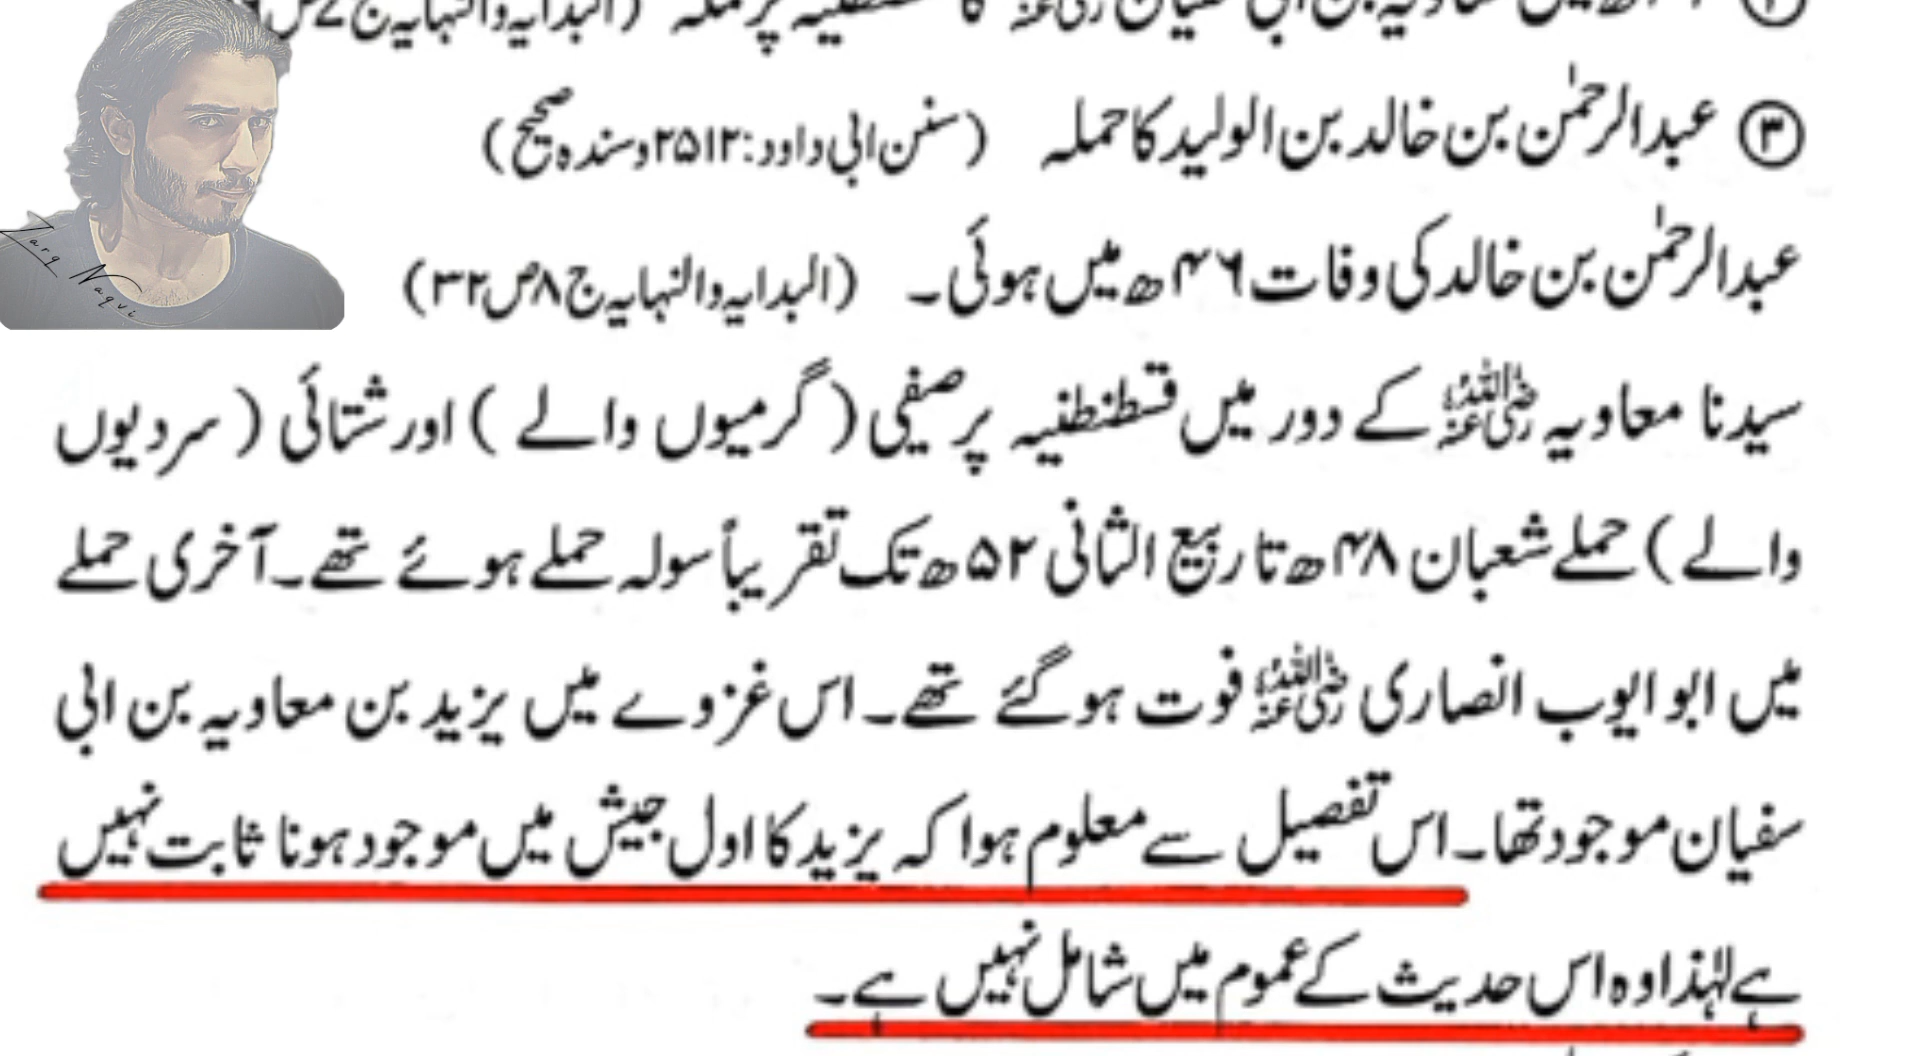 عبدالرحمٰن بن خالد بن الولید کا حملہ (سنن ابی داود: ۲۵۱۲ وسندہ صحیح) ③
عبدالرحمٰن بن خالد کی وفات ۴۶ھ میں ہوئی۔ (البدایہ والنہایہ ج۸ص۳۲)
سیدنا معاویہ رضی اللہ عنہ کے دور میں قسطنطنیہ پر صیفی (گرمیوں والے) اور شتائی (سردیوں
والے) حملے شعبان ۴۸ھ تا ربیع الثانی ۵۲ھ تک تقریباً سولہ حملے ہوئے تھے۔ آخری حملے
میں ابو ایوب انصاری رضی اللہ عنہ فوت ہوگئے تھے۔ اس غزوے میں یزید بن معاویہ بن ابی
سفیان موجود تھا۔ اس تفصیل سے معلوم ہوا کہ یزید کا اول جیش میں موجود ہونا ثابت نہیں
ہے لہٰذا وہ اس حدیث کے عموم میں شامل نہیں ہے۔
Zarq Naqvi